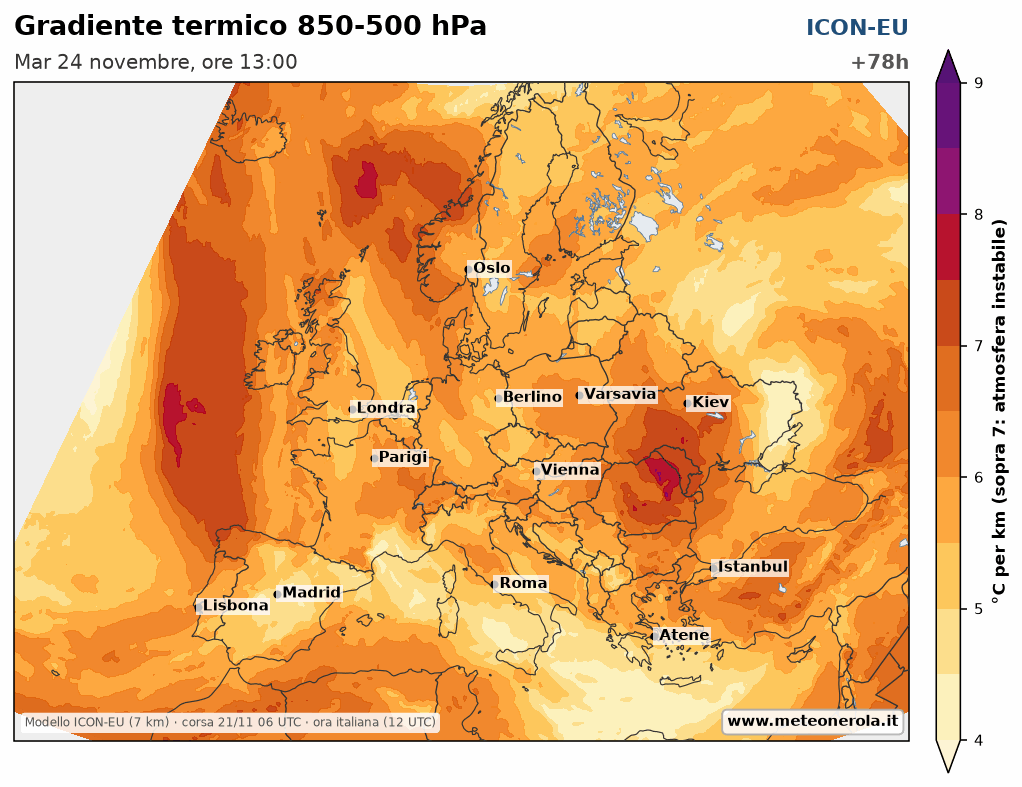 Gradiente termico 850-500 hPa
ICON-EU
Mar 24 novembre, ore 13:00
+78h
Oslo
Berlino
Varsavia
Kiev
Londra
Parigi
Vienna
Istanbul
Roma
Madrid
Lisbona
Atene
Modello ICON-EU (7 km) · corsa 21/11 06 UTC · ora italiana (12 UTC)
www.meteonerola.it
9
8
7
6
5
4
°C per km (sopra 7: atmosfera instabile)